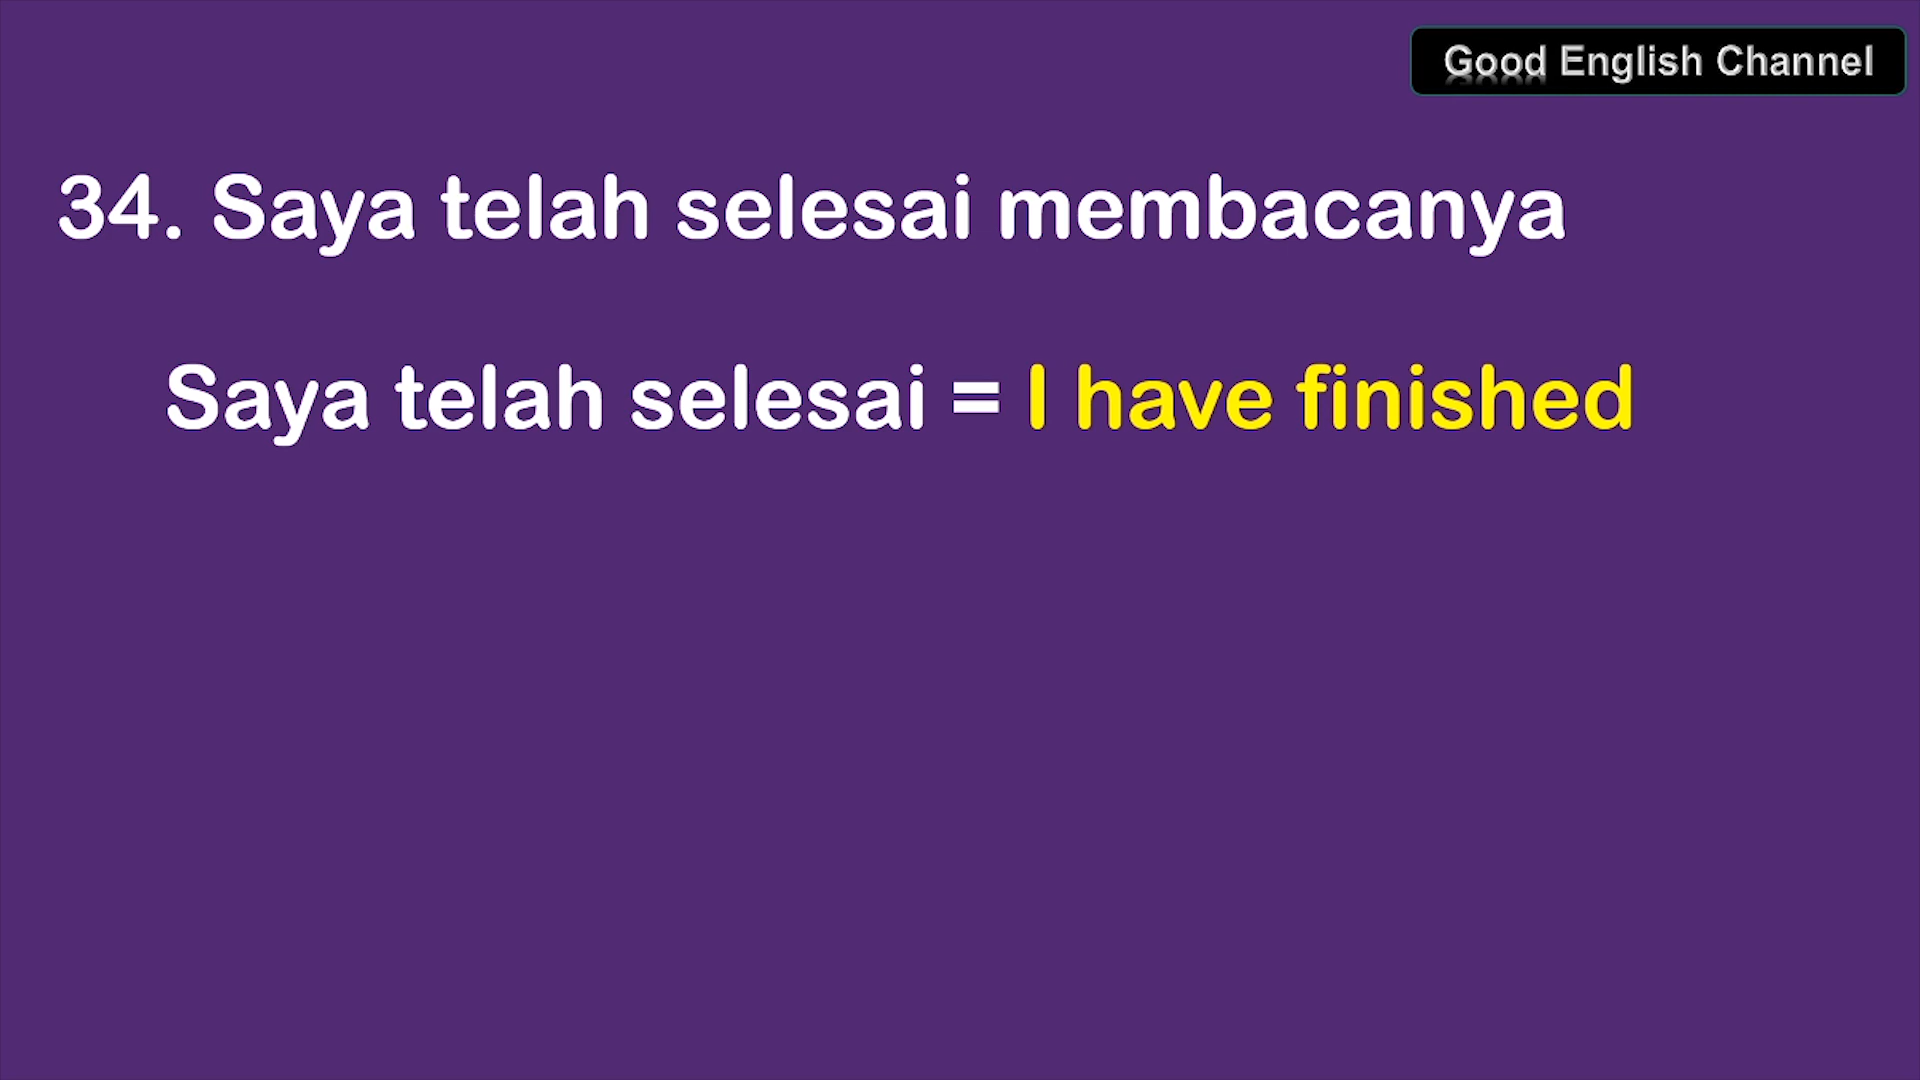 Good English Channel
34. Saya telah selesai membacanya
Saya telah selesai = I have finished